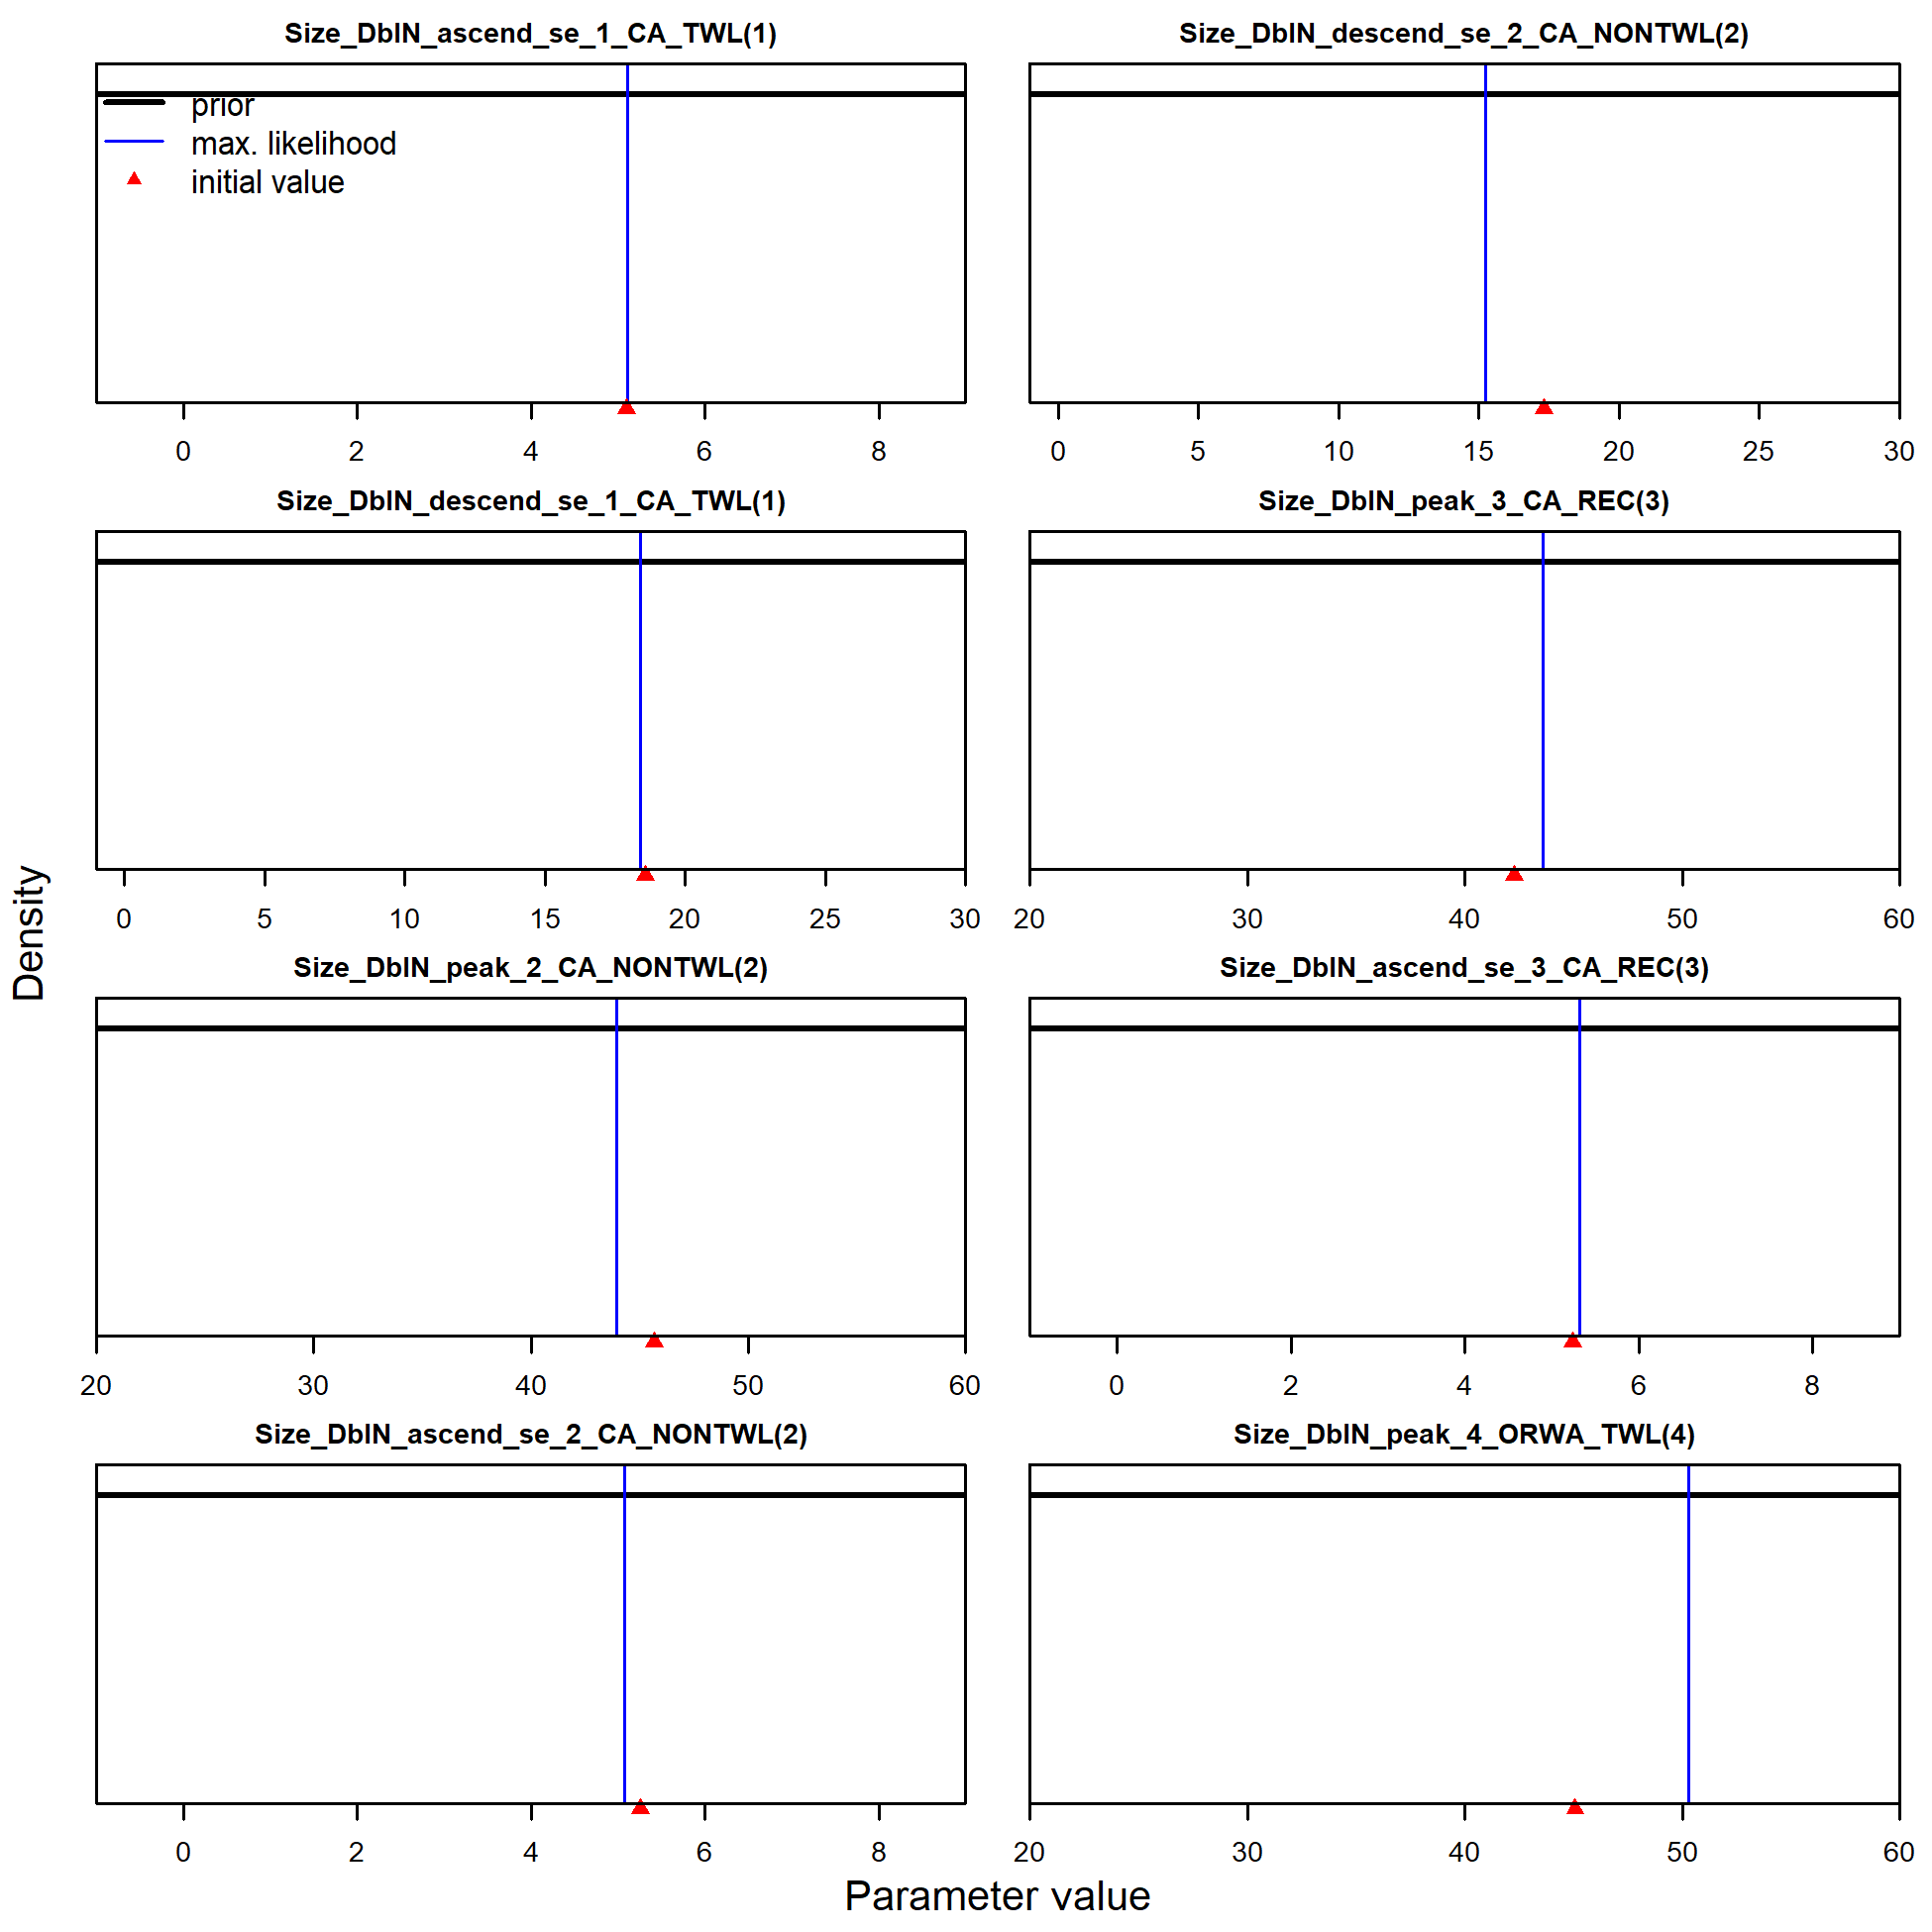 Size_DblN_ascend_se_1_CA_TWL(1)
prior
max. likelihood
initial value
0 2 4 6 8
Size_DblN_descend_se_2_CA_NONTWL(2)
0 5 10 15 20 25 30
Size_DblN_descend_se_1_CA_TWL(1)
0 5 10 15 20 25 30
Size_DblN_peak_3_CA_REC(3)
20 30 40 50 60
Density
Size_DblN_peak_2_CA_NONTWL(2)
20 30 40 50 60
Size_DblN_ascend_se_3_CA_REC(3)
0 2 4 6 8
Size_DblN_ascend_se_2_CA_NONTWL(2)
0 2 4 6 8
Size_DblN_peak_4_ORWA_TWL(4)
20 30 40 50 60
Parameter value